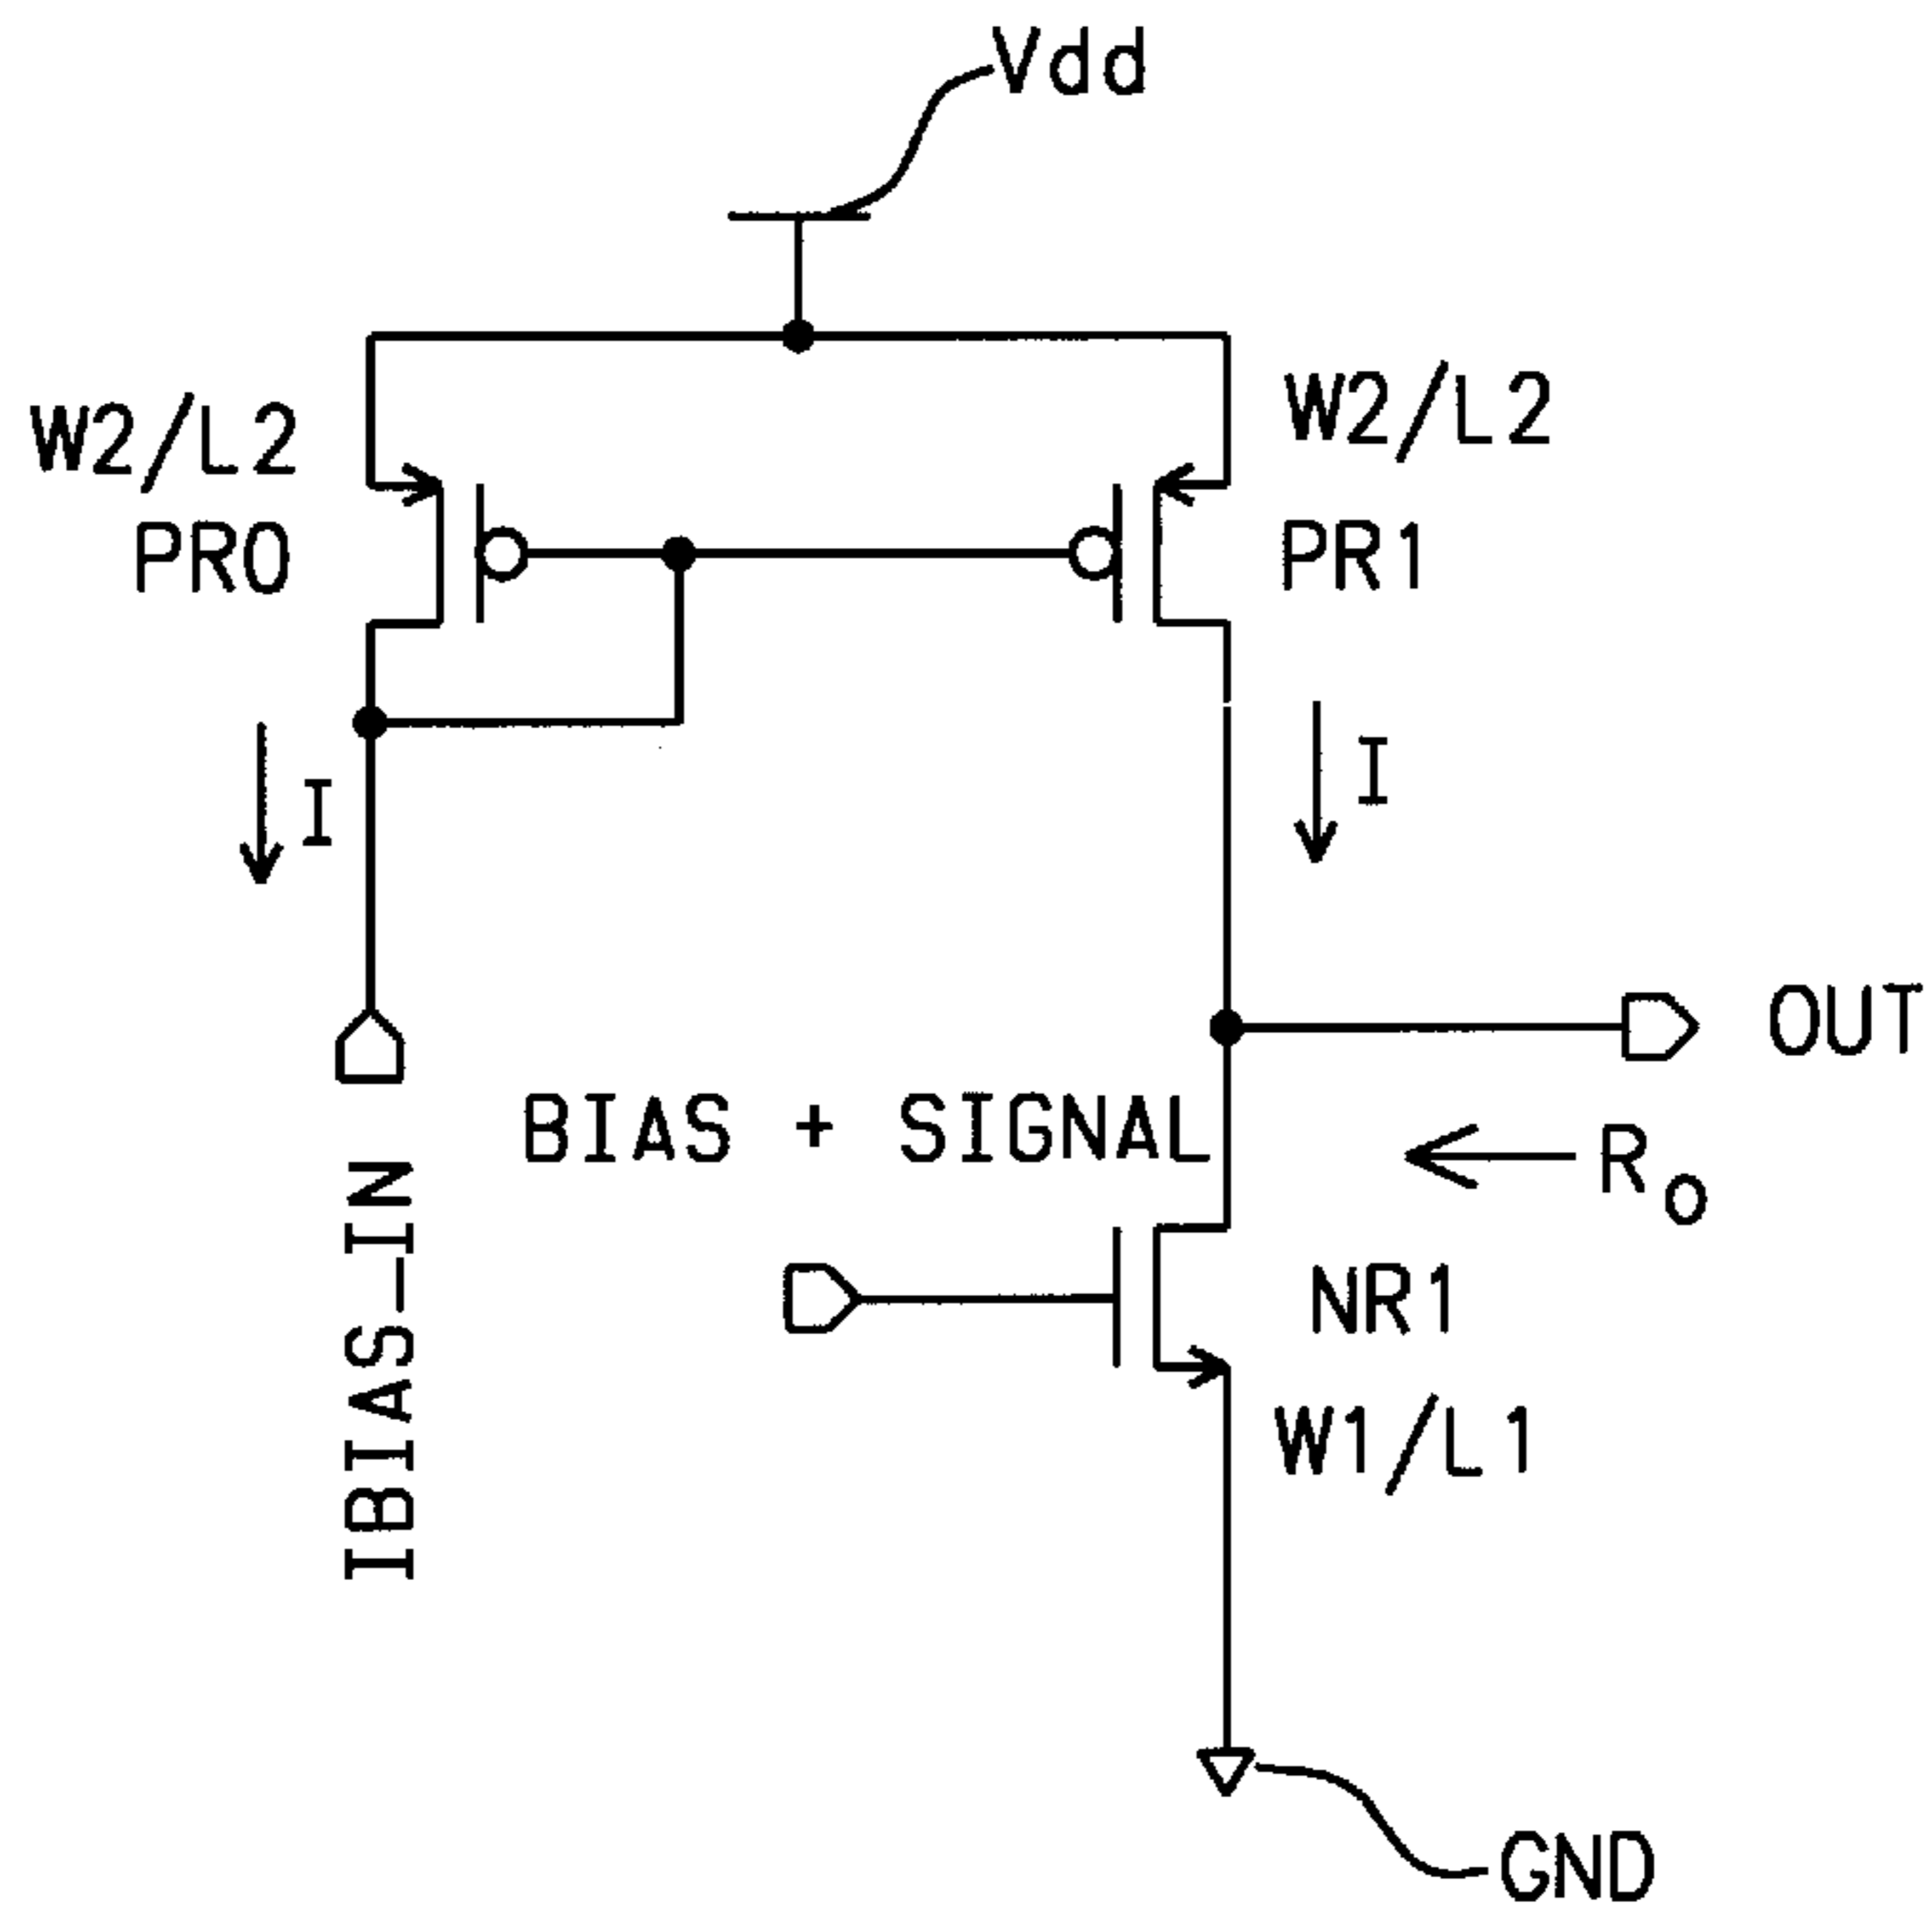 Vdd
W2/L2
PR0
W2/L2
PR1
I
I
OUT
BIAS + SIGNAL
Ro
IBIAS_IN
NR1
W1/L1
GND